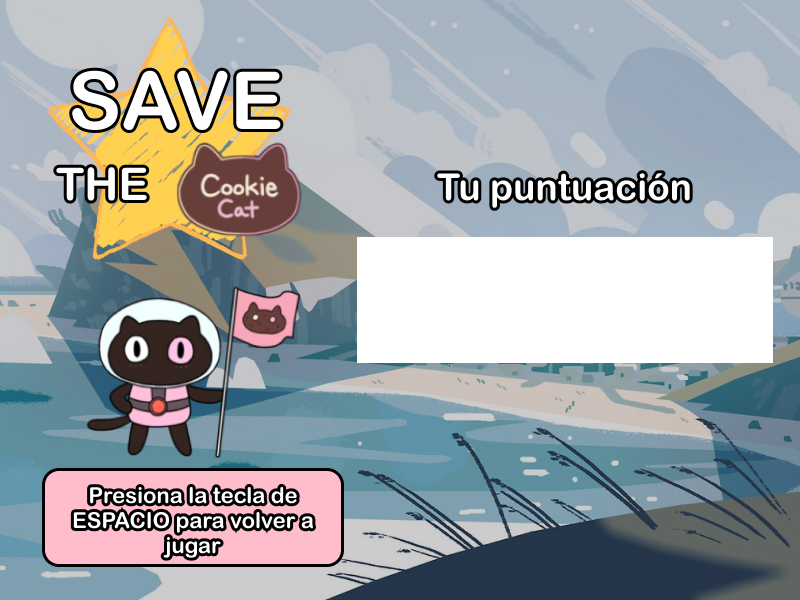 SAVE
THE
Cookie
Cat
Tu puntuación
Presiona la tecla de
ESPACIO para volver a
jugar